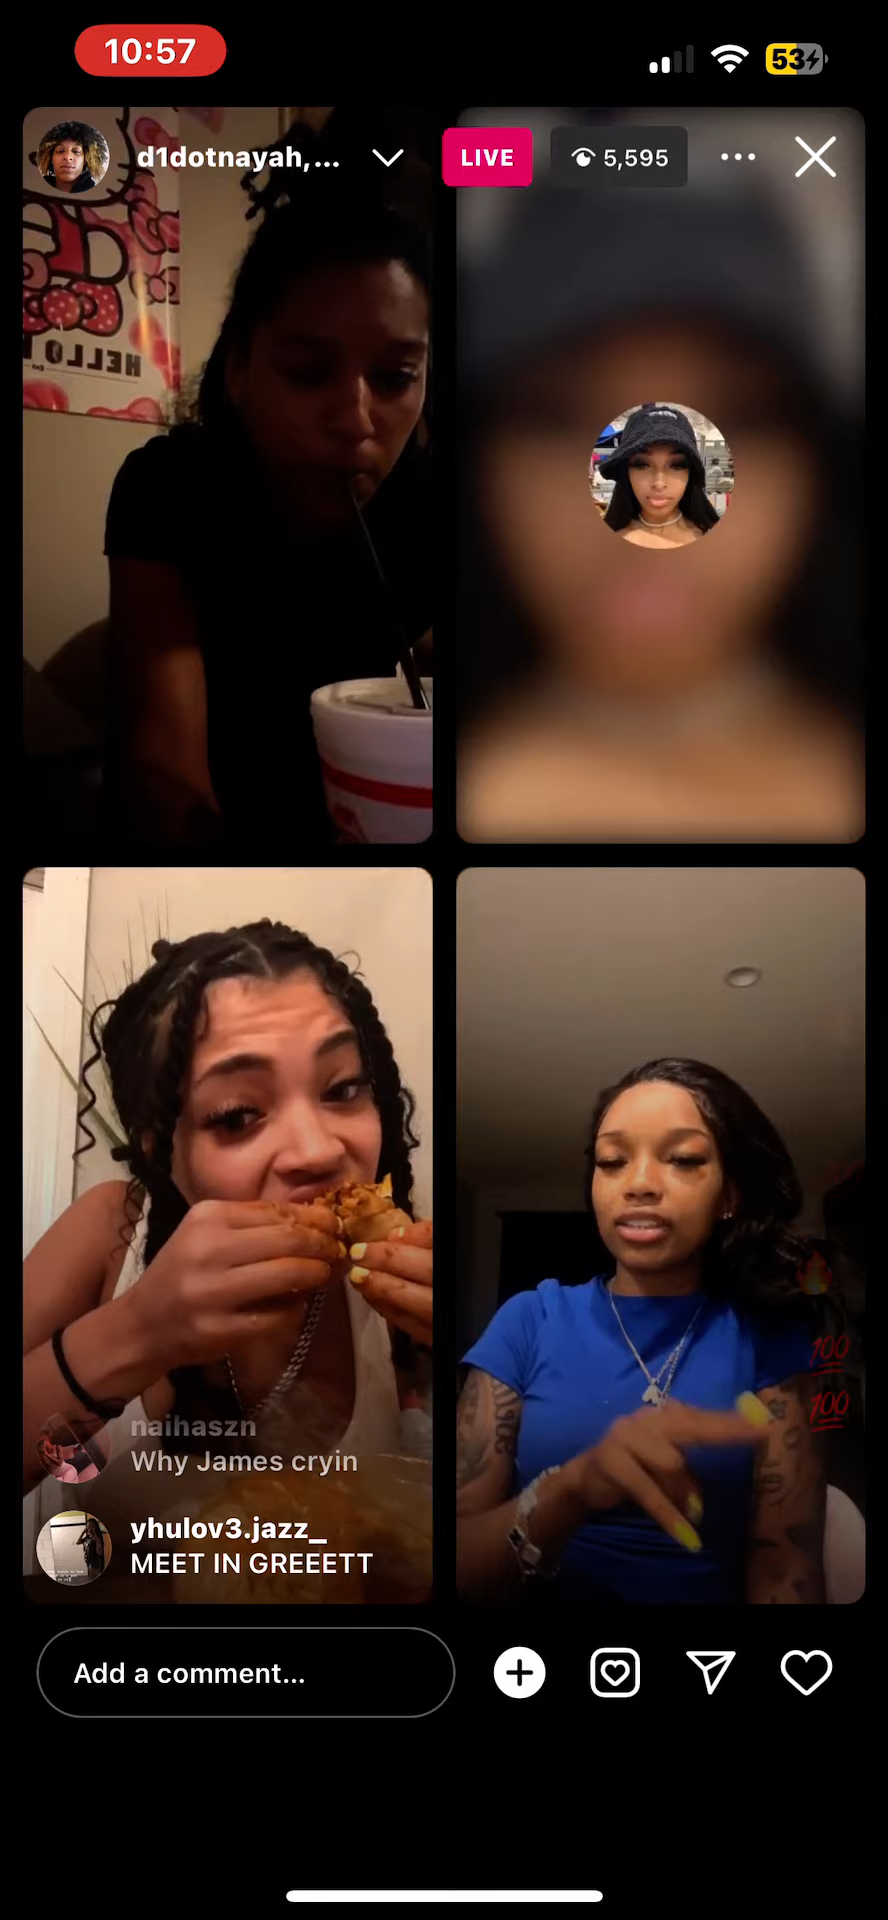 10:57
53
d1dotnayah,...
LIVE
5,595
HELLO
100
100
naihaszn
Why James cryin
yhulov3.jazz_
MEET IN GREEETT
Add a comment...